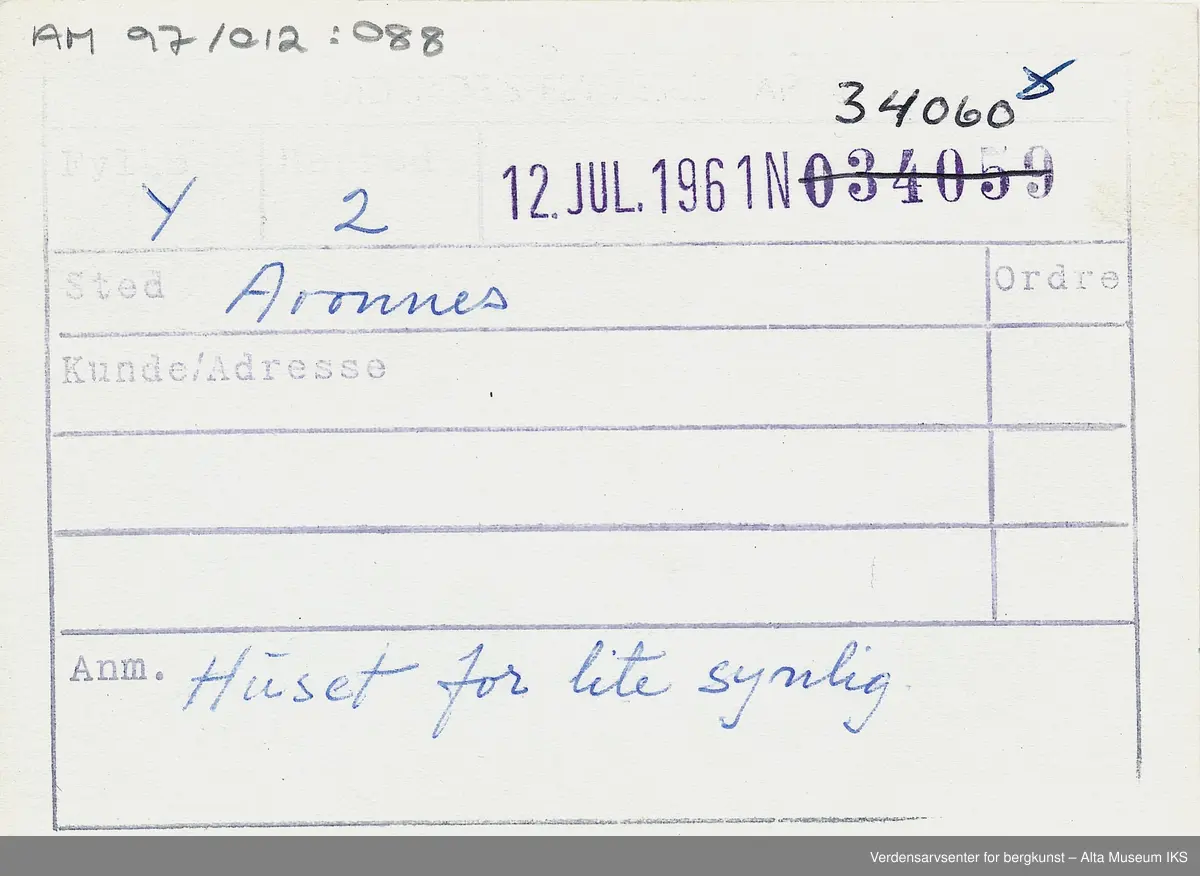 AM 97/012:088
34060
12. JUL. 1961 N034059
Y 2
Sted Aronnes Ordre
Kunde/Adresse
Anm. Huset for lite synlig
Verdensarvsenter for bergkunst – Alta Museum IKS